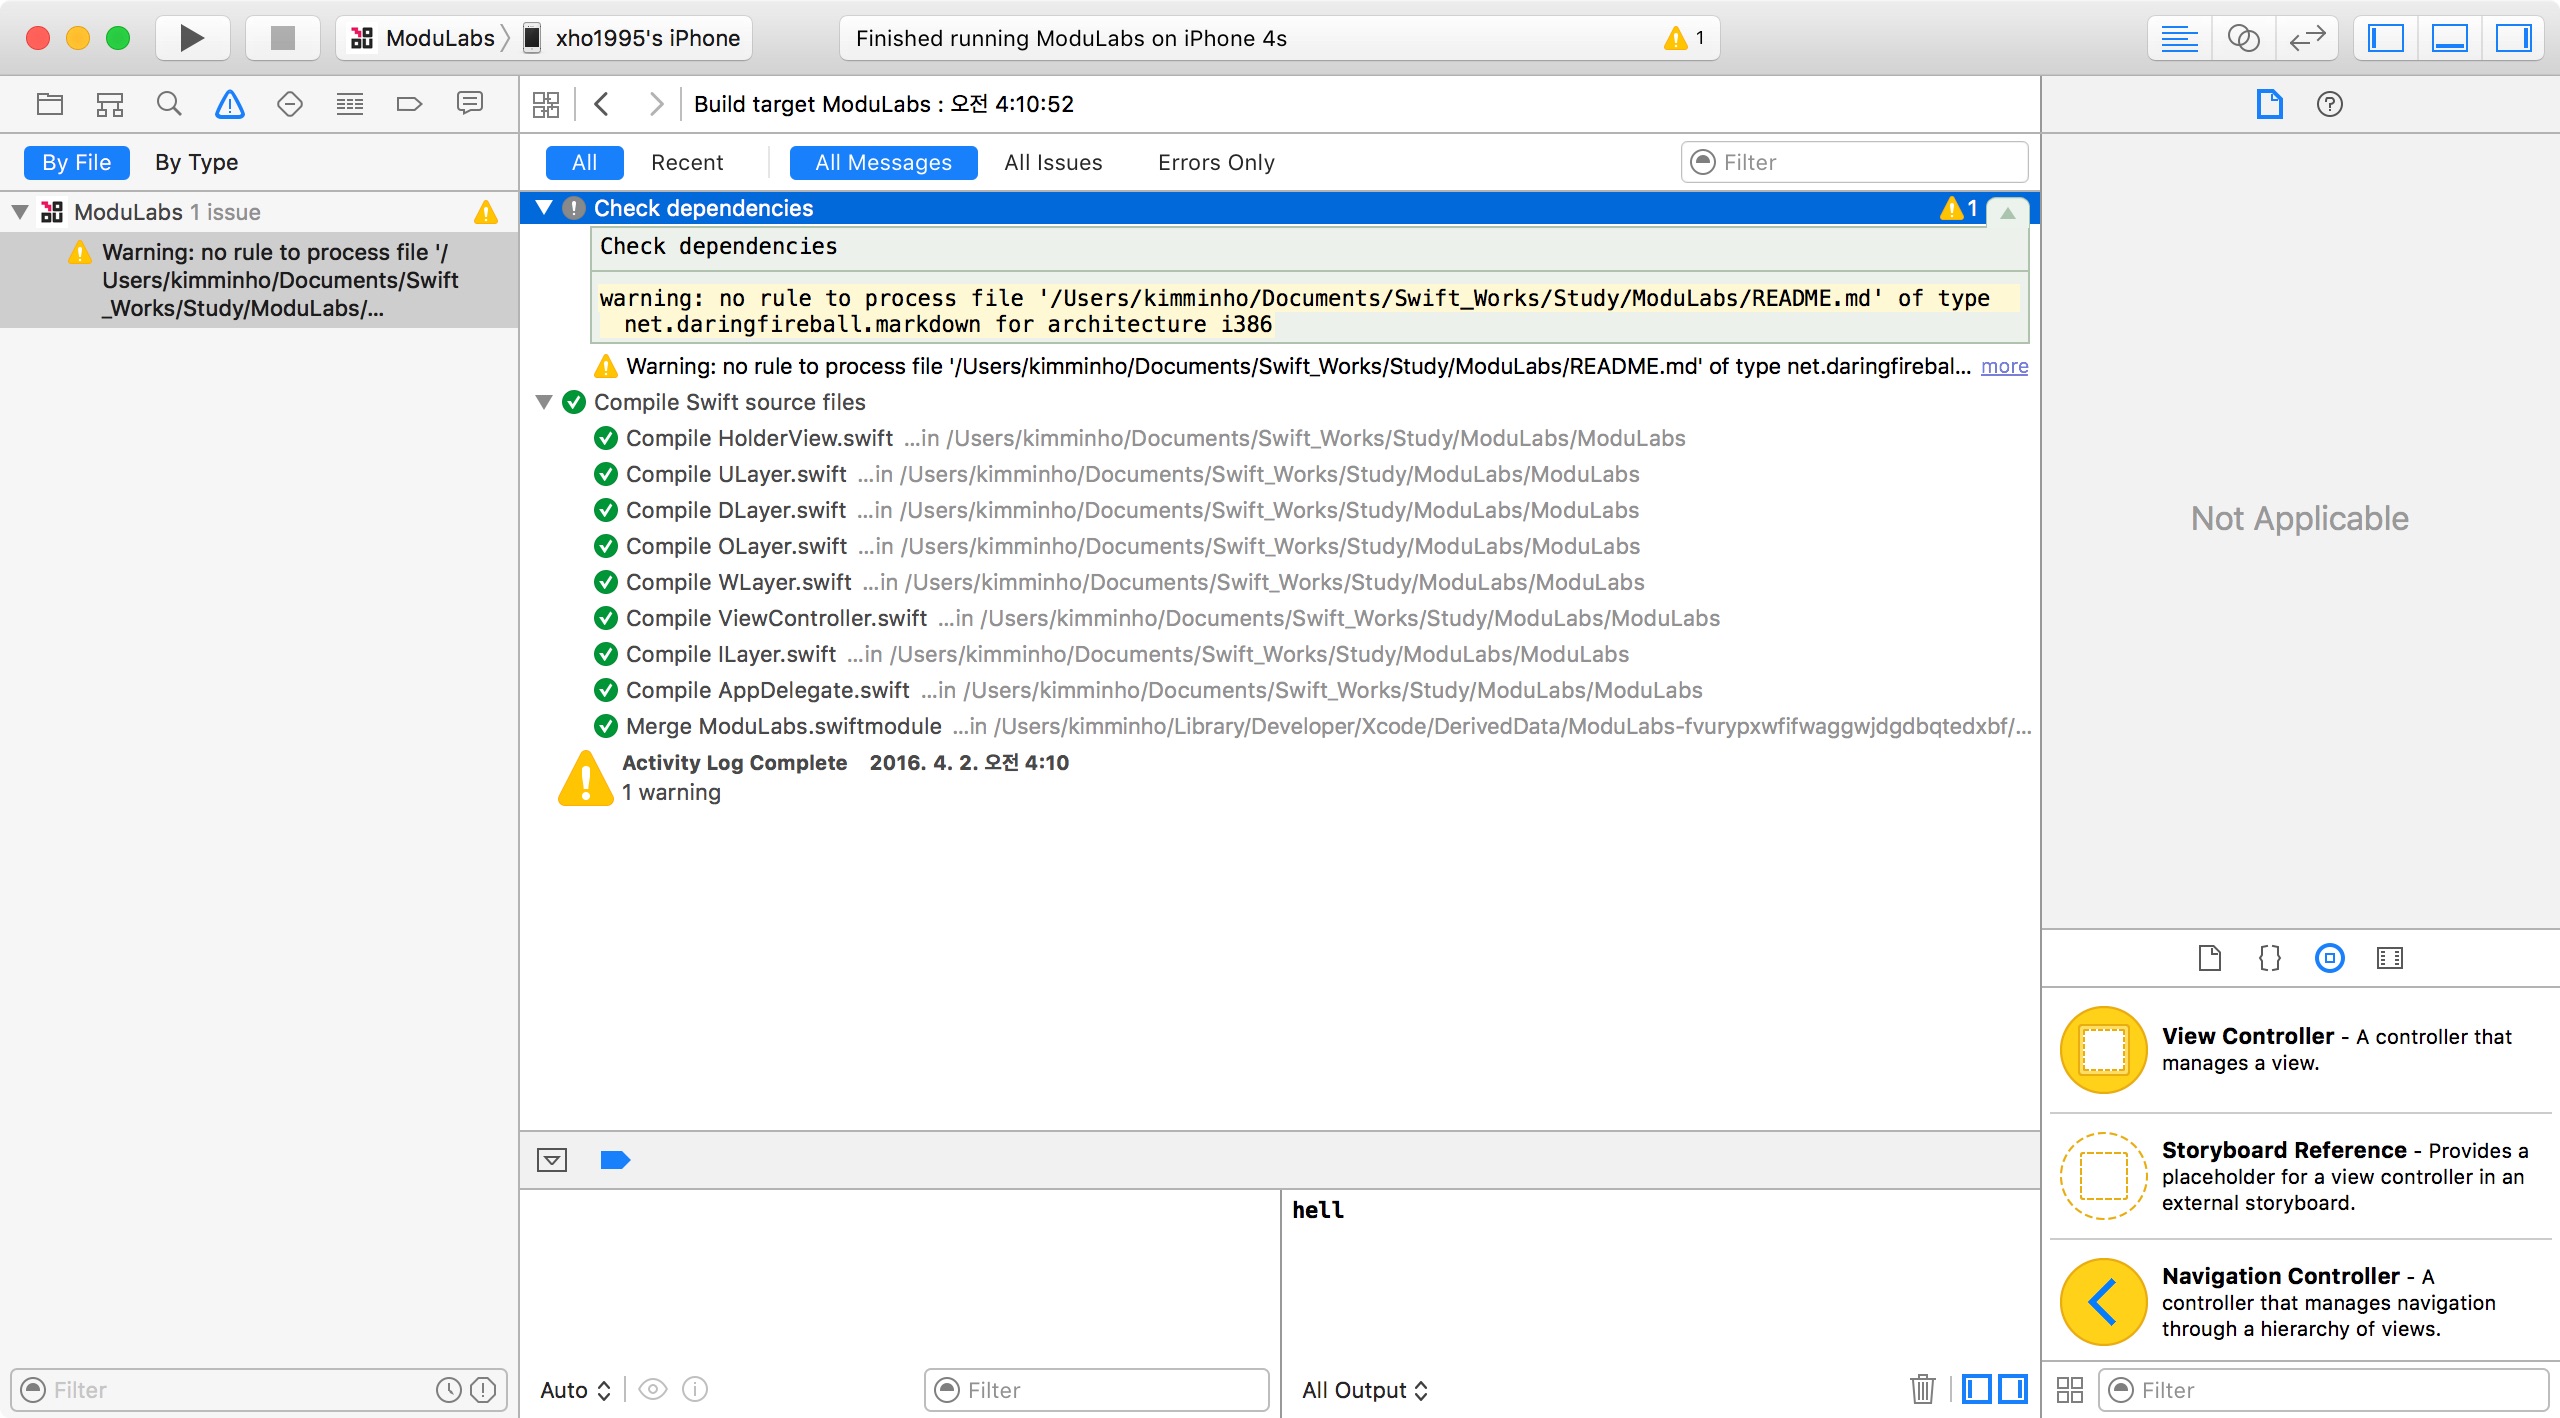 ModuLabs
xho1995's iPhone
Finished running ModuLabs on iPhone 4s
1
Build target ModuLabs : 오전 4:10:52
By File
By Type
All
Recent
All Messages
All Issues
Errors Only
Filter
ModuLabs 1 issue
Warning: no rule to process file '/
Users/kimminho/Documents/Swift
_Works/Study/ModuLabs/...
Check dependencies
1
Check dependencies
warning: no rule to process file '/Users/kimminho/Documents/Swift_Works/Study/ModuLabs/README.md' of type
net.daringfireball.markdown for architecture i386
Warning: no rule to process file '/Users/kimminho/Documents/Swift_Works/Study/ModuLabs/README.md' of type net.daringfirebal... more
Compile Swift source files
Compile HolderView.swift ...in /Users/kimminho/Documents/Swift_Works/Study/ModuLabs/ModuLabs
Compile ULayer.swift ...in /Users/kimminho/Documents/Swift_Works/Study/ModuLabs/ModuLabs
Compile DLayer.swift ...in /Users/kimminho/Documents/Swift_Works/Study/ModuLabs/ModuLabs
Compile OLayer.swift ...in /Users/kimminho/Documents/Swift_Works/Study/ModuLabs/ModuLabs
Compile WLayer.swift ...in /Users/kimminho/Documents/Swift_Works/Study/ModuLabs/ModuLabs
Compile ViewController.swift ...in /Users/kimminho/Documents/Swift_Works/Study/ModuLabs/ModuLabs
Compile ILayer.swift ...in /Users/kimminho/Documents/Swift_Works/Study/ModuLabs/ModuLabs
Compile AppDelegate.swift ...in /Users/kimminho/Documents/Swift_Works/Study/ModuLabs/ModuLabs
Merge ModuLabs.swiftmodule ...in /Users/kimminho/Library/Developer/Xcode/DerivedData/ModuLabs-fvurypxwfifwaggwjdgdbqtedxbf/...
Activity Log Complete 2016. 4. 2. 오전 4:10
1 warning
Not Applicable
View Controller - A controller that
manages a view.
Storyboard Reference - Provides a
placeholder for a view controller in an
external storyboard.
Navigation Controller - A
controller that manages navigation
through a hierarchy of views.
hell
Filter
Auto
Filter
All Output
Filter